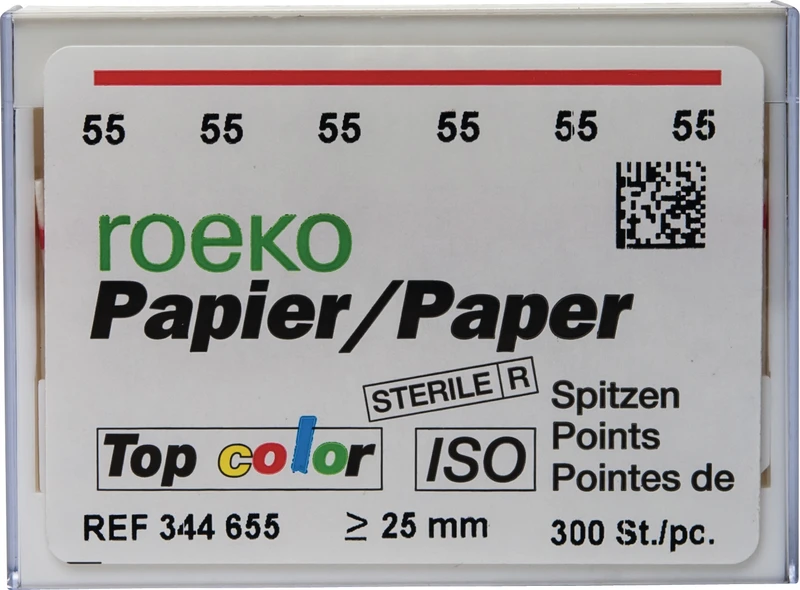 55 55 55 55 55 55
roeko
Papier/Paper
STERILE R
Spitzen
Points
Pointes de
Top color
ISO
REF 344 655
≥ 25 mm
300 St./pc.